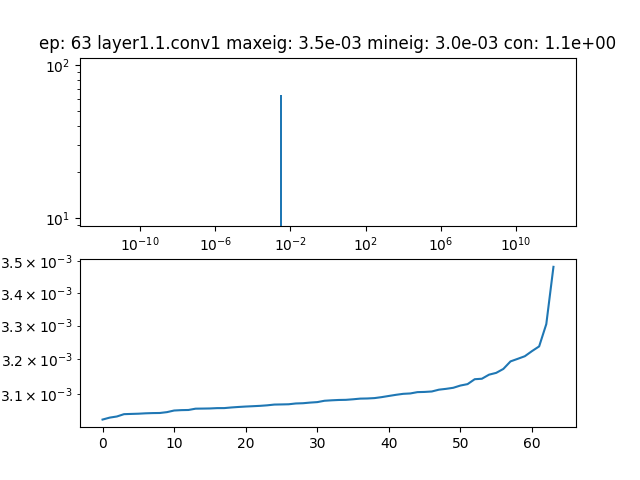 ep: 63 layer1.1.conv1 maxeig: 3.5e-03 mineig: 3.0e-03 con: 1.1e+00
10²
10¹
10⁻¹⁰ 10⁻⁶ 10⁻² 10² 10⁶ 10¹⁰
3.5 × 10⁻³
3.4 × 10⁻³
3.3 × 10⁻³
3.2 × 10⁻³
3.1 × 10⁻³
0 10 20 30 40 50 60